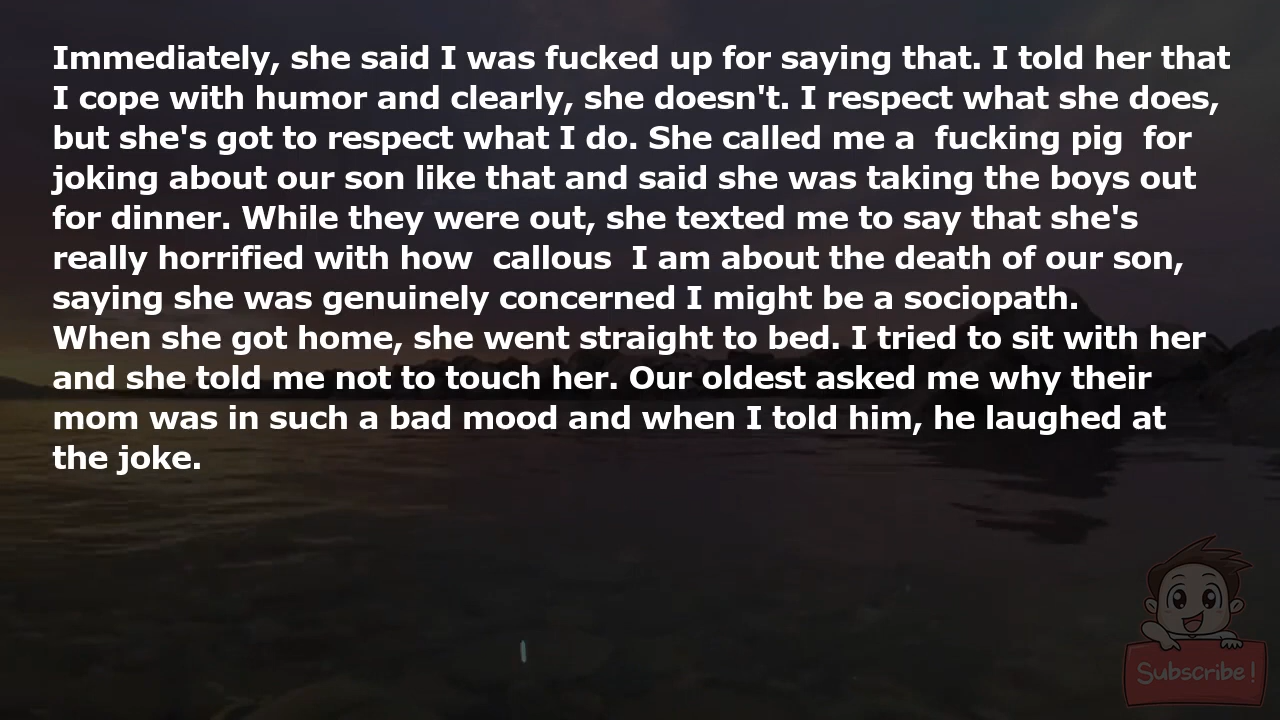 Immediately, she said I was fucked up for saying that. I told her that
I cope with humor and clearly, she doesn't. I respect what she does,
but she's got to respect what I do. She called me a  fucking pig  for
joking about our son like that and said she was taking the boys out
for dinner. While they were out, she texted me to say that she's
really horrified with how  callous  I am about the death of our son,
saying she was genuinely concerned I might be a sociopath.
When she got home, she went straight to bed. I tried to sit with her
and she told me not to touch her. Our oldest asked me why their
mom was in such a bad mood and when I told him, he laughed at
the joke.
Subscribe!